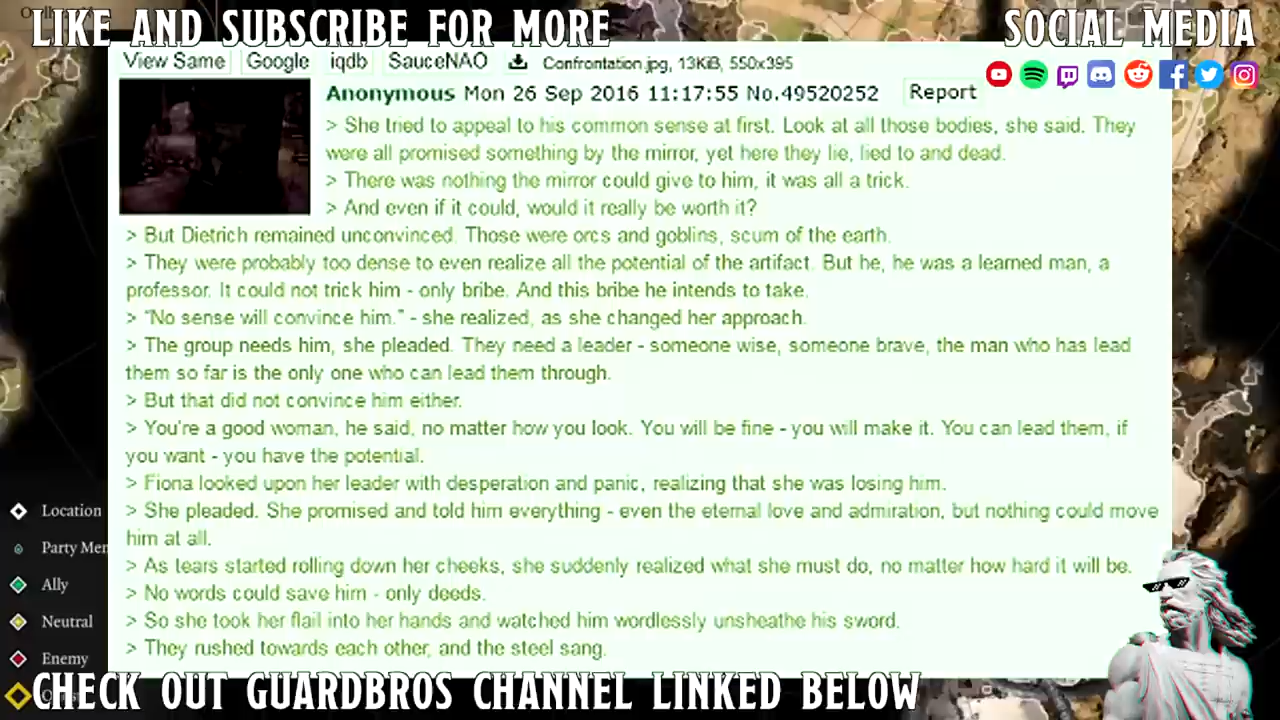 LIKE AND SUBSCRIBE FOR MORE
SOCIAL MEDIA
View Same Google iqdb SauceNAO Confrontation.jpg, 13KiB, 550x395
Anonymous Mon 26 Sep 2016 11:17:55 No.49520252 Report
> She tried to appeal to his common sense at first. Look at all those bodies, she said. They
were all promised something by the mirror, yet here they lie, lied to and dead.
> There was nothing the mirror could give to him, it was all a trick.
> And even if it could, would it really be worth it?
> But Dietrich remained unconvinced. Those were orcs and goblins, scum of the earth.
> They were probably too dense to even realize all the potential of the artifact. But he, he was a learned man, a
professor. It could not trick him - only bribe. And this bribe he intends to take.
> “No sense will convince him.” - she realized, as she changed her approach.
> The group needs him, she pleaded. They need a leader - someone wise, someone brave, the man who has lead
them so far is the only one who can lead them through.
> But that did not convince him either.
> You're a good woman, he said, no matter how you look. You will be fine - you will make it. You can lead them, if
you want - you have the potential.
> Fiona looked upon her leader with desperation and panic, realizing that she was losing him.
> She pleaded. She promised and told him everything - even the eternal love and admiration, but nothing could move
him at all.
> As tears started rolling down her cheeks, she suddenly realized what she must do, no matter how hard it will be.
> No words could save him - only deeds.
> So she took her flail into her hands and watched him wordlessly unsheathe his sword.
> They rushed towards each other, and the steel sang.
Location
Party Mem
Ally
Neutral
Enemy
CHECK OUT GUARDBROS CHANNEL LINKED BELOW